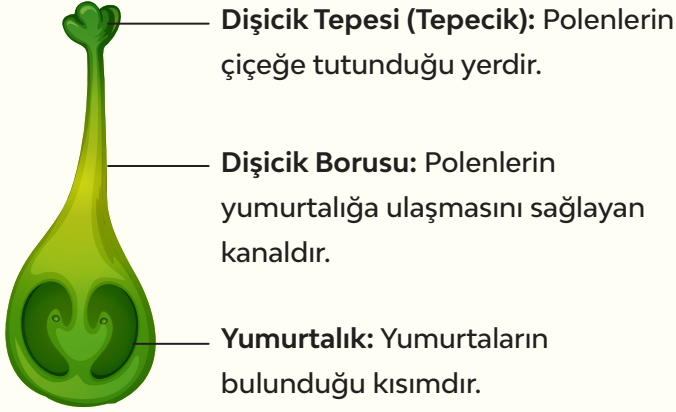 Dişicik Tepesi (Tepecik): Polenlerin
çiçeğe tutunduğu yerdir.
Dişicik Borusu: Polenlerin
yumurtalığa ulaşmasını sağlayan
kanaldır.
Yumurtalık: Yumurtaların
bulunduğu kısımdır.